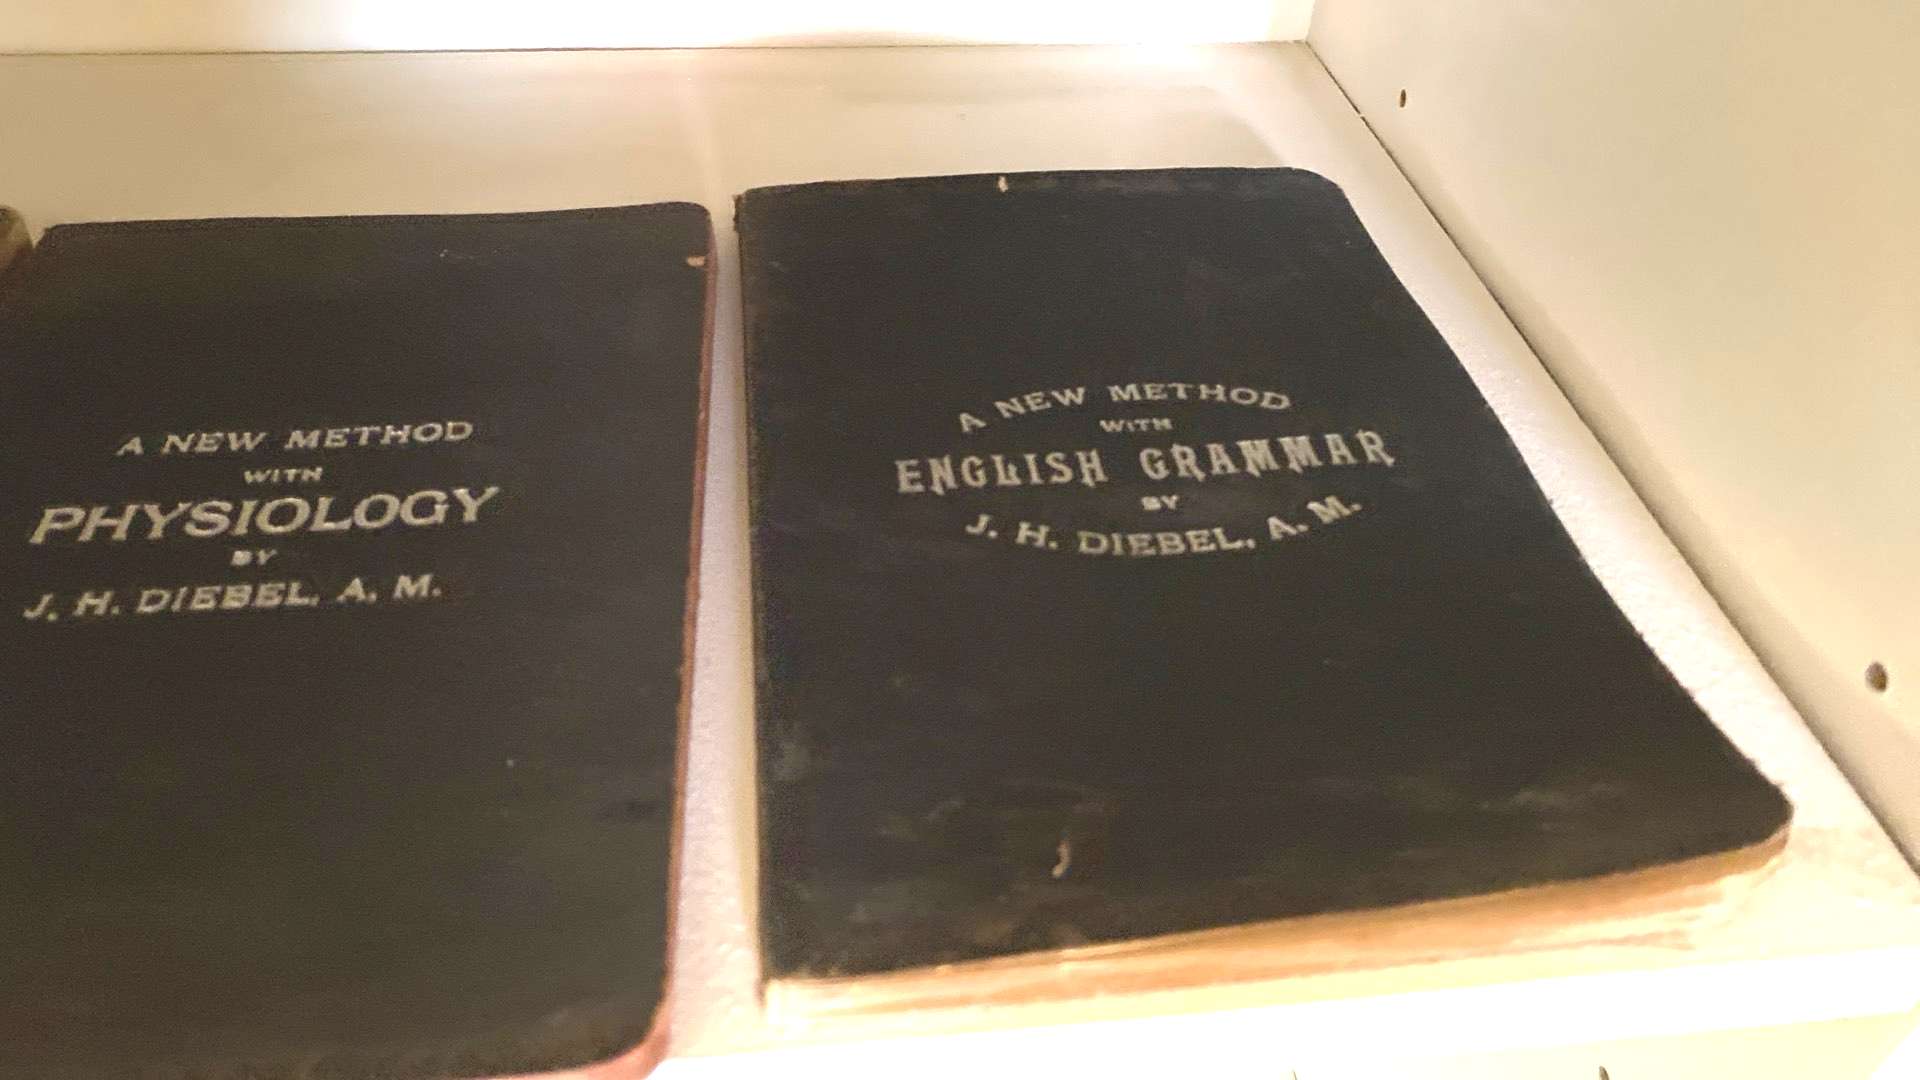 A NEW METHOD
WITH
PHYSIOLOGY
BY
J. H. DIEBEL, A. M.
A NEW METHOD
WITH
ENGLISH GRAMMAR
BY
J. H. DIEBEL, A. M.